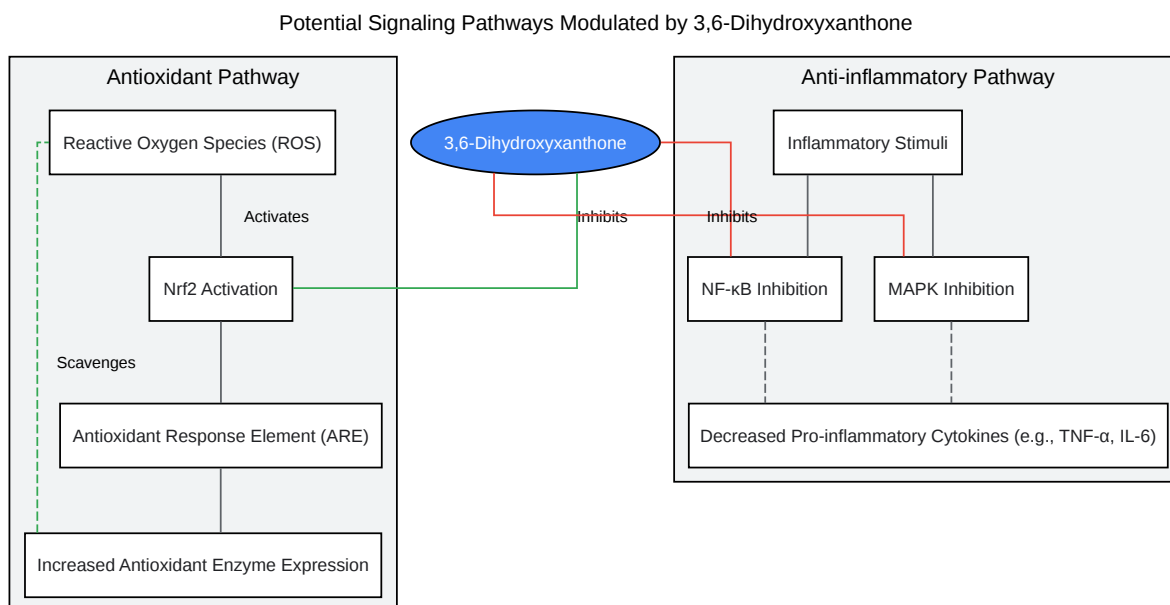 Potential Signaling Pathways Modulated by 3,6-Dihydroxyxanthone
Antioxidant Pathway
Reactive Oxygen Species (ROS)
Activates
Nrf2 Activation
Scavenges
Antioxidant Response Element (ARE)
Increased Antioxidant Enzyme Expression
3,6-Dihydroxyxanthone
Inhibits
Inhibits
Anti-inflammatory Pathway
Inflammatory Stimuli
NF-κB Inhibition
MAPK Inhibition
Decreased Pro-inflammatory Cytokines (e.g., TNF-α, IL-6)